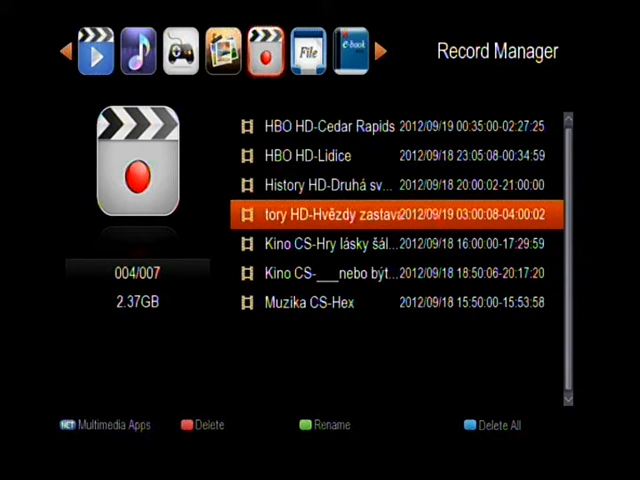 File
e-book
Record Manager
HBO HD-Cedar Rapids 2012/09/19 00:35:00-02:27:25
HBO HD-Lidice 2012/09/18 23:05:08-00:34:59
History HD-Druhá sv... 2012/09/18 20:00:02-21:00:00
tory HD-Hvězdy zastava 2012/09/19 03:00:08-04:00:02
Kino CS-Hry lásky šál... 2012/09/18 16:00:00-17:29:59
Kino CS-___nebo být... 2012/09/18 18:50:06-20:17:20
Muzika CS-Hex 2012/09/18 15:50:00-15:53:58
004/007
2.37GB
NET Multimedia Apps Delete Rename Delete All